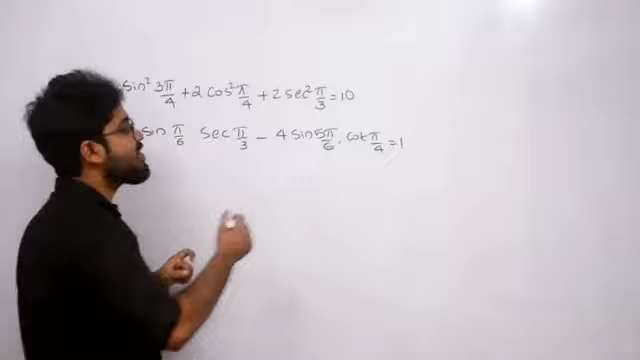 sin² 3π/4 + 2 cos² π/4 + 2 sec² π/3 = 10
sin π/6 sec π/3 - 4 sin 5π/6 . cot π/4 = 1